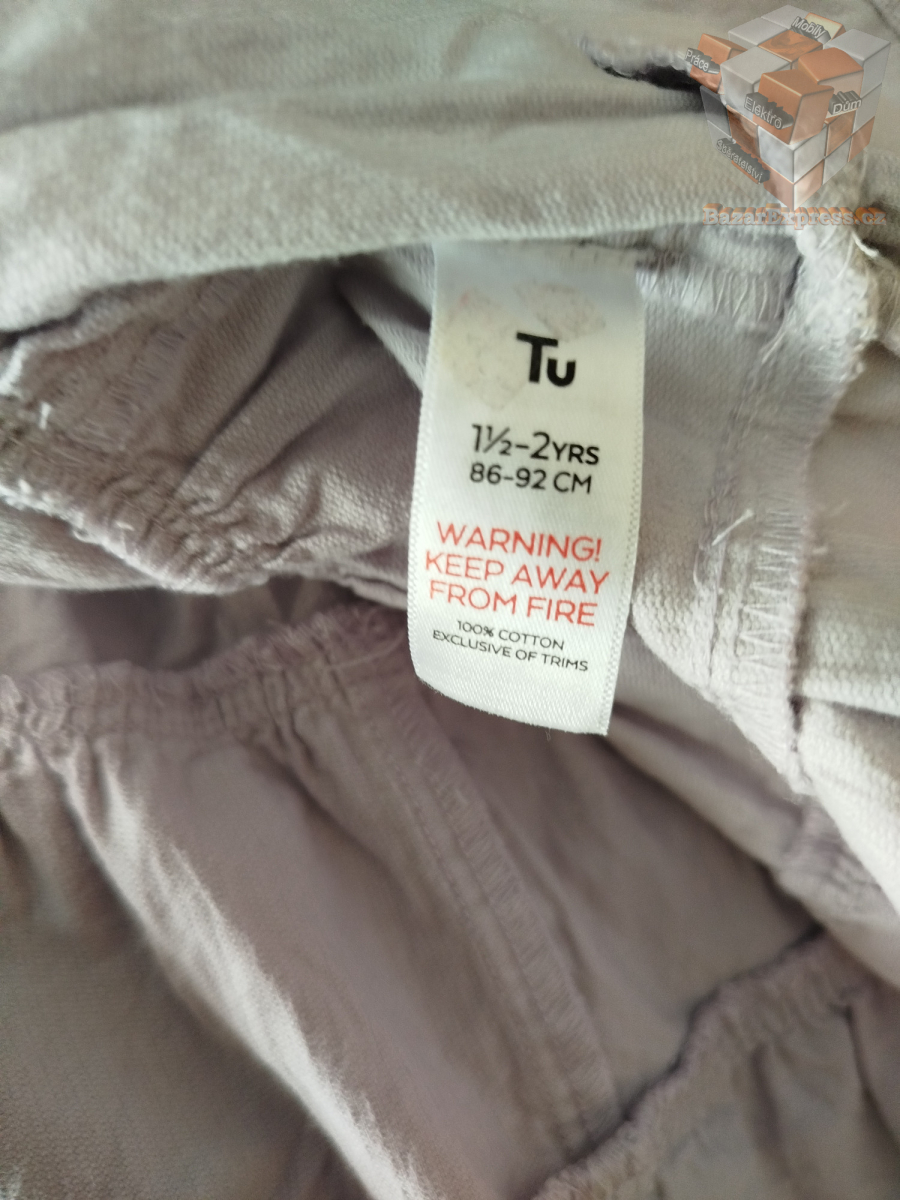 Mobily
Práce
Elektro
Dům
BazarExpress.Cz
Tu
1½-2YRS
86-92 CM
WARNING!
KEEP AWAY
FROM FIRE
100% COTTON
EXCLUSIVE OF TRIMS